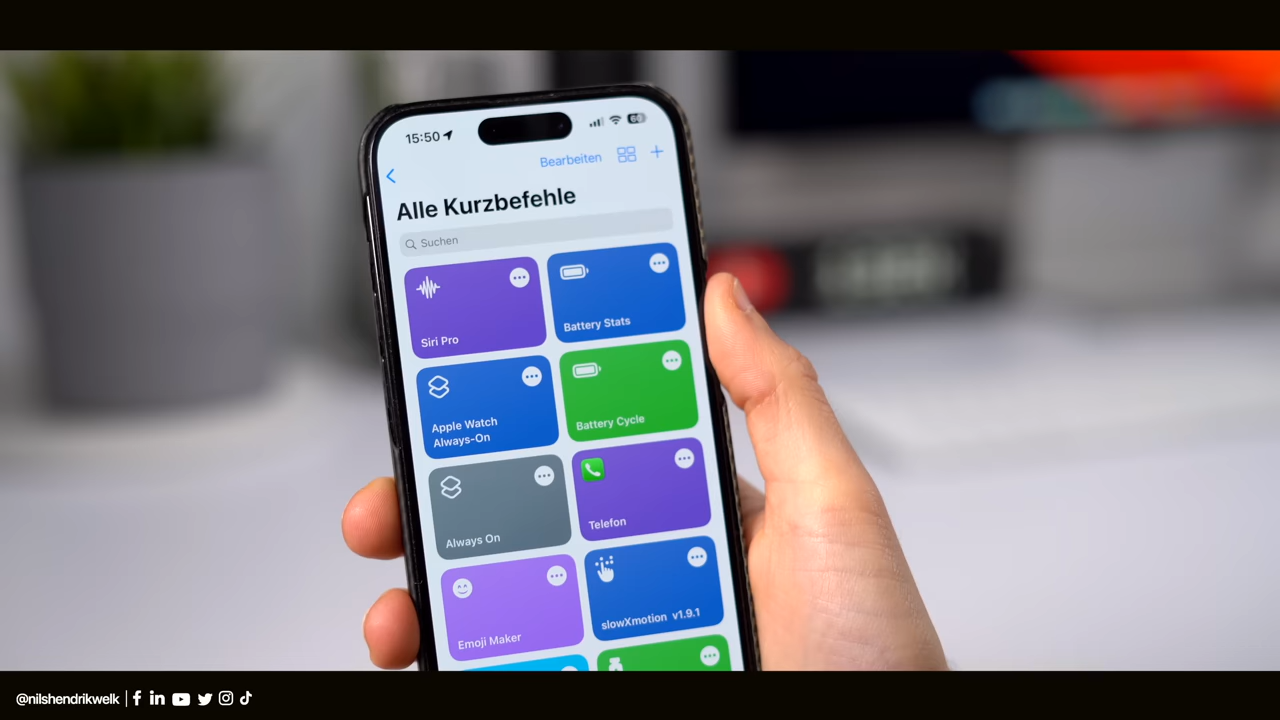 15:50
60
Bearbeiten
Alle Kurzbefehle
Suchen
Siri Pro
Battery Stats
Apple Watch
Always-On
Battery Cycle
Always On
Telefon
Emoji Maker
slowXmotion v1.9.1
@nilshendrikwelk